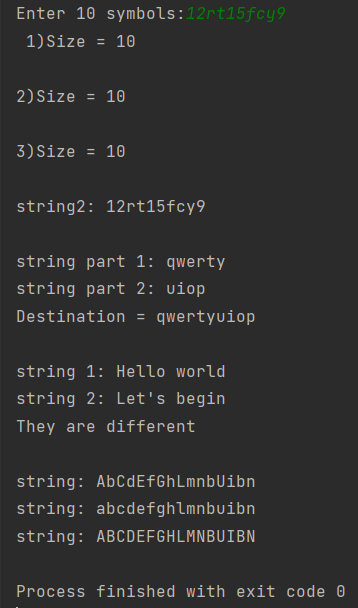 Enter 10 symbols:12rt15fcy9
1)Size = 10
2)Size = 10
3)Size = 10
string2: 12rt15fcy9
string part 1: qwerty
string part 2: uiop
Destination = qwertyuiop
string 1: Hello world
string 2: Let's begin
They are different
string: AbCdEfGhLmnbUibn
string: abcdefghlmnbuibn
string: ABCDEFGHLMNBUIBN
Process finished with exit code 0